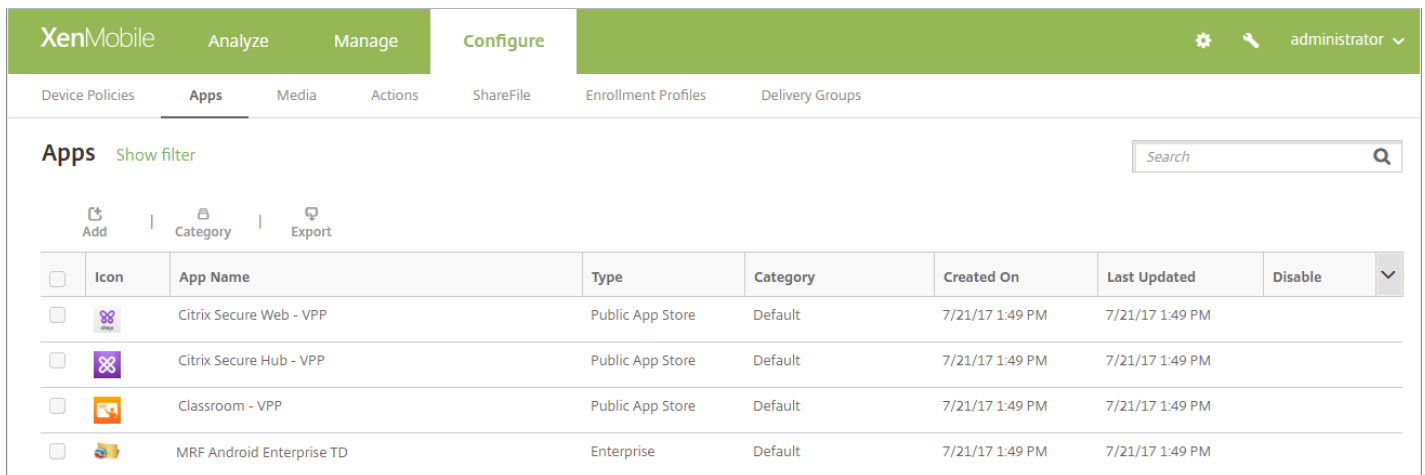 XenMobile Analyze Manage Configure administrator
Device Policies Apps Media Actions ShareFile Enrollment Profiles Delivery Groups
Apps Show filter Search
Add | Category | Export
Icon App Name Type Category Created On Last Updated Disable
Citrix Secure Web - VPP Public App Store Default 7/21/17 1:49 PM 7/21/17 1:49 PM
Citrix Secure Hub - VPP Public App Store Default 7/21/17 1:49 PM 7/21/17 1:49 PM
Classroom - VPP Public App Store Default 7/21/17 1:49 PM 7/21/17 1:49 PM
MRF Android Enterprise TD Enterprise Default 7/21/17 1:49 PM 7/21/17 1:49 PM